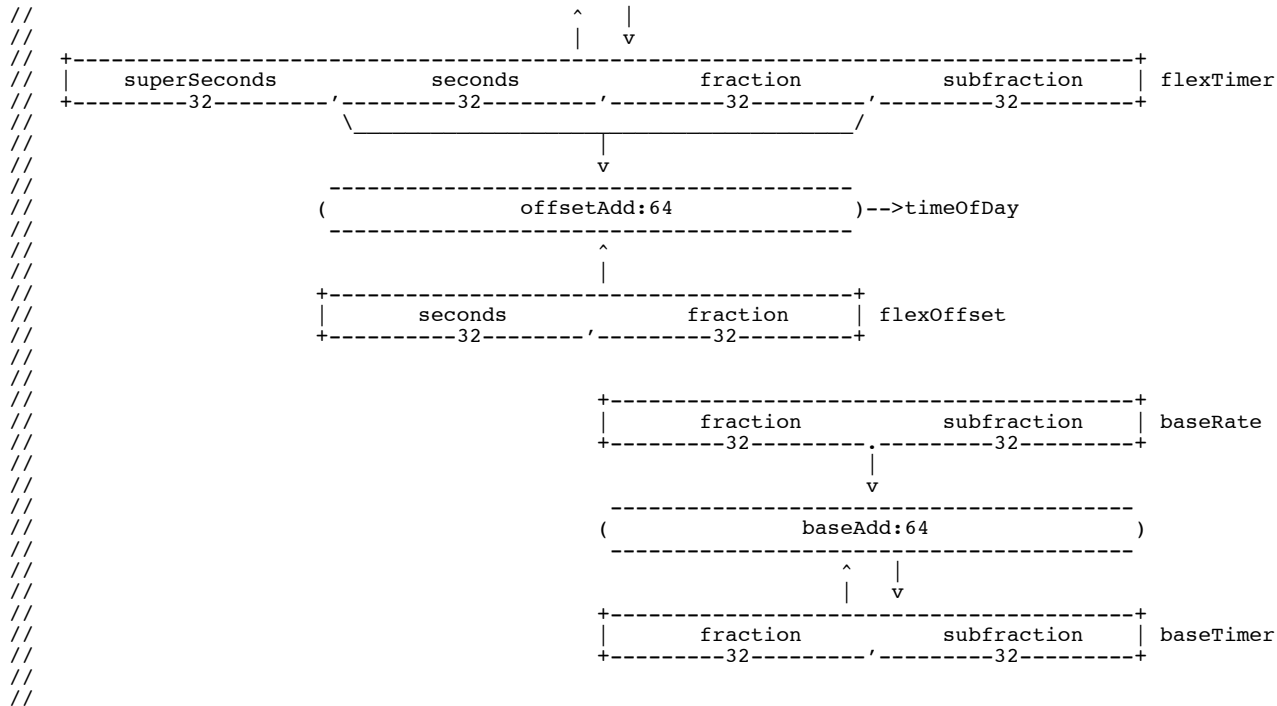 //                                           ^   |
//                                           |   v
//   +-----------------------------------------------------------------------------------+
//   |    superSeconds            seconds              fraction           subfraction    |  flexTimer
//   +---------32---------,---------32---------,---------32---------,---------32---------+
//                         \_______________________________________/
//                                             |
//                                             v
//                        -----------------------------------------
//                       (               offsetAdd:64              )-->timeOfDay
//                        -----------------------------------------
//                                             ^
//                                             |
//                       +-----------------------------------------+
//                       |       seconds              fraction     |  flexOffset
//                       +----------32--------,---------32---------+
//
//
//                                             +-----------------------------------------+
//                                             |       fraction           subfraction    |  baseRate
//                                             +---------32---------.---------32---------+
//                                                                  |
//                                                                  v
//                                              -----------------------------------------
//                                             (               baseAdd:64                )
//                                              -----------------------------------------
//                                                                ^   |
//                                                                |   v
//                                             +-----------------------------------------+
//                                             |       fraction           subfraction    |  baseTimer
//                                             +---------32---------,---------32---------+
//
//